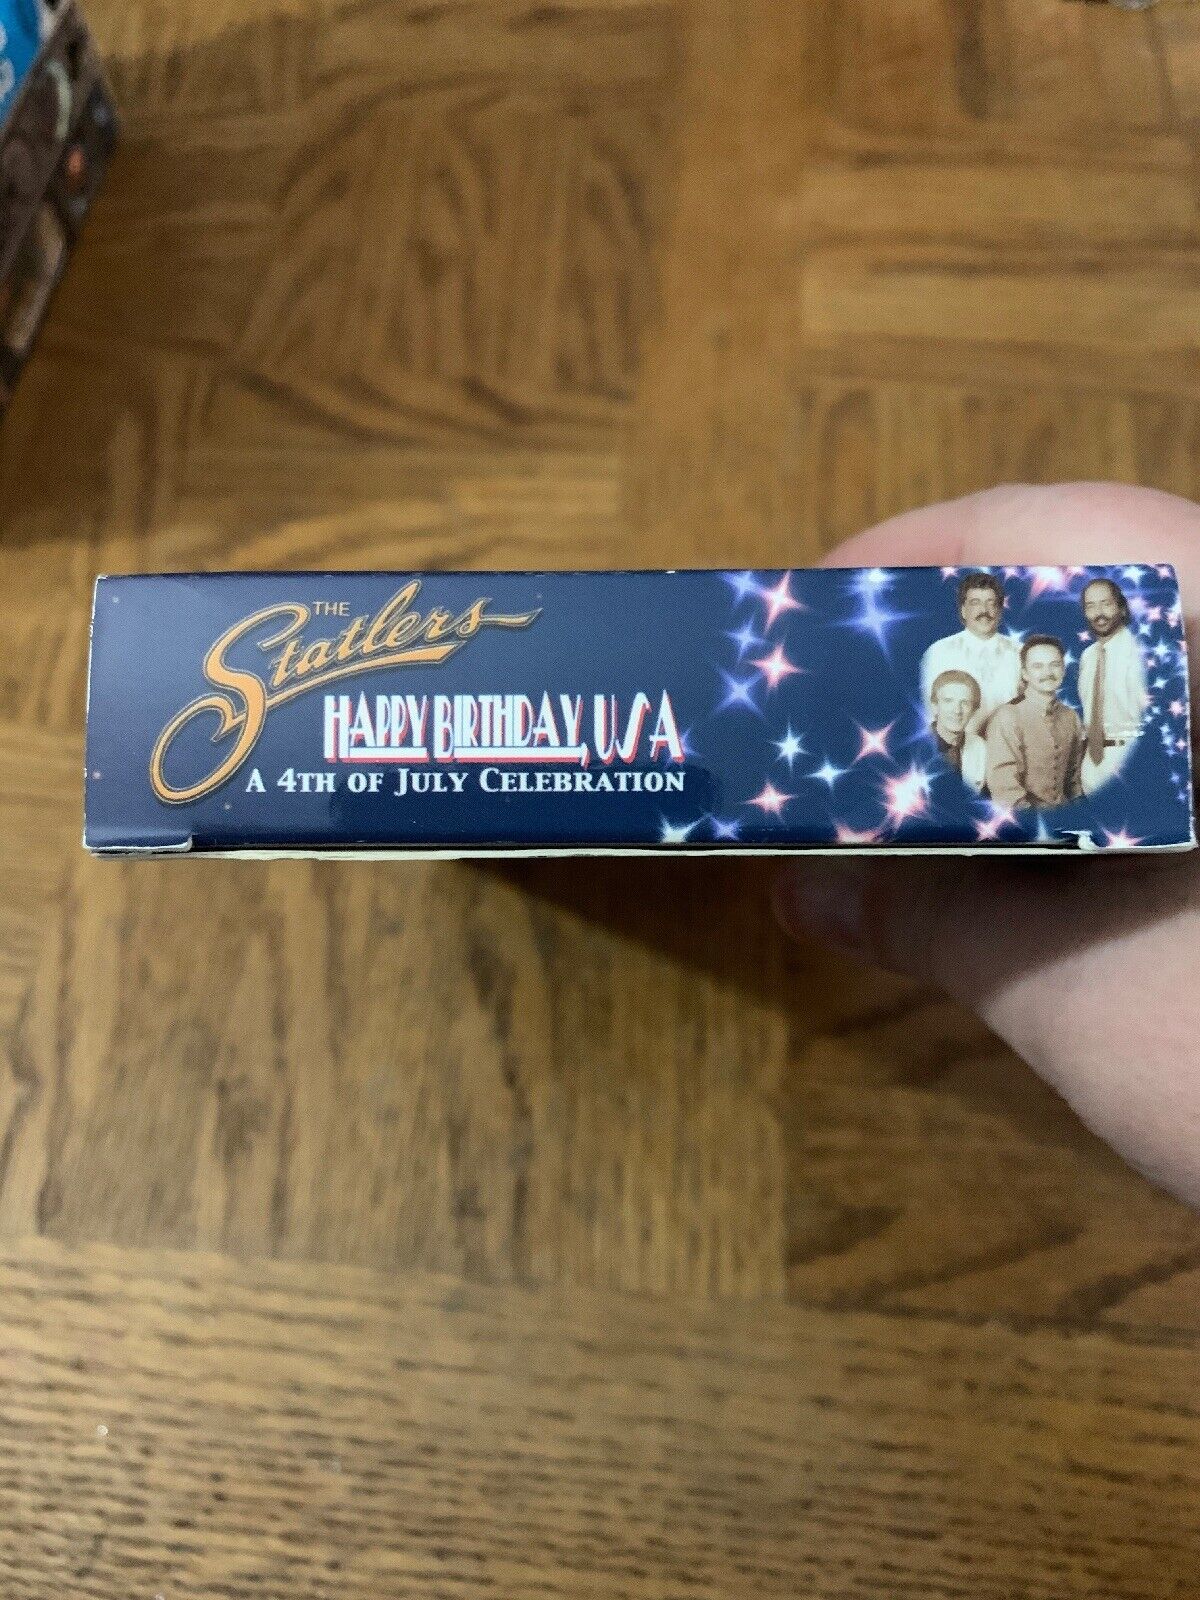 THE
Statlers
HAPPY BIRTHDAY, USA
A 4TH OF JULY CELEBRATION